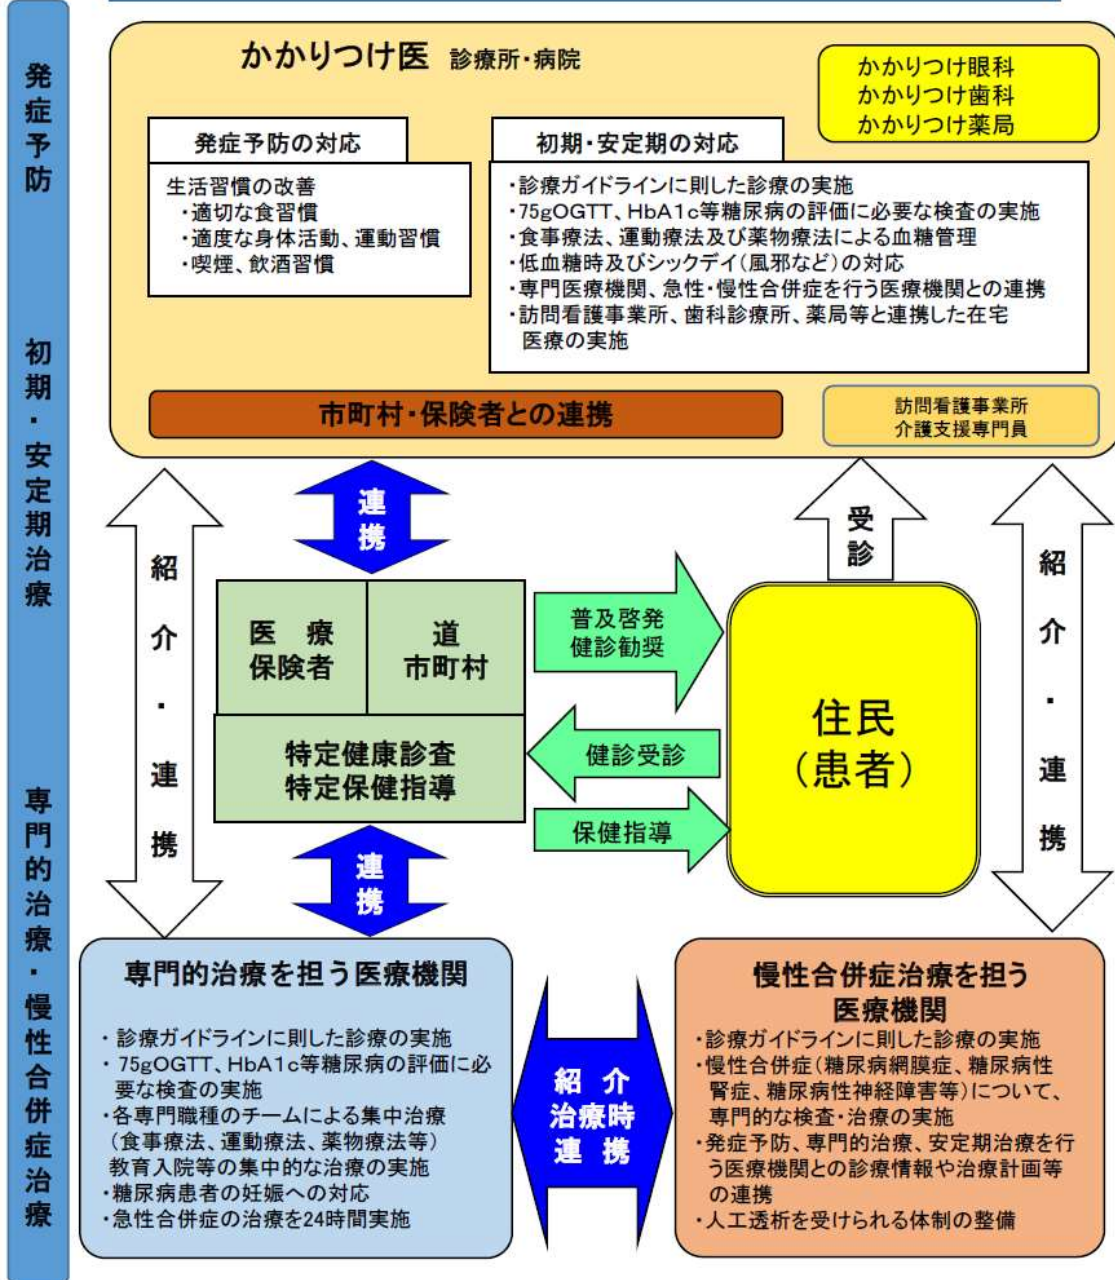 発症予防
初期・安定期治療
専門的治療・慢性合併症治療
かかりつけ医 診療所・病院
かかりつけ眼科
かかりつけ歯科
かかりつけ薬局
発症予防の対応
生活習慣の改善
・適切な食習慣
・適度な身体活動、運動習慣
・喫煙、飲酒習慣
初期・安定期の対応
・診療ガイドラインに則した診療の実施
・75gOGTT、HbA1c等糖尿病の評価に必要な検査の実施
・食事療法、運動療法及び薬物療法による血糖管理
・低血糖時及びシックデイ(風邪など)の対応
・専門医療機関、急性・慢性合併症を行う医療機関との連携
・訪問看護事業所、歯科診療所、薬局等と連携した在宅
医療の実施
市町村・保険者との連携
訪問看護事業所
介護支援専門員
紹介・連携
連携
受診
紹介・連携
医 療
保険者
道
市町村
特定健康診査
特定保健指導
普及啓発
健診勧奨
健診受診
保健指導
住民
(患者)
連携
専門的治療を担う医療機関
・診療ガイドラインに則した診療の実施
・75gOGTT、HbA1c等糖尿病の評価に必
要な検査の実施
・各専門職種のチームによる集中治療
(食事療法、運動療法、薬物療法等)
教育入院等の集中的な治療の実施
・糖尿病患者の妊娠への対応
・急性合併症の治療を24時間実施
紹 介
治療時
連 携
慢性合併症治療を担う
医療機関
・診療ガイドラインに則した診療の実施
・慢性合併症(糖尿病網膜症、糖尿病性
腎症、糖尿病性神経障害等)について、
専門的な検査・治療の実施
・発症予防、専門的治療、安定期治療を行
う医療機関との診療情報や治療計画等
の連携
・人工透析を受けられる体制の整備